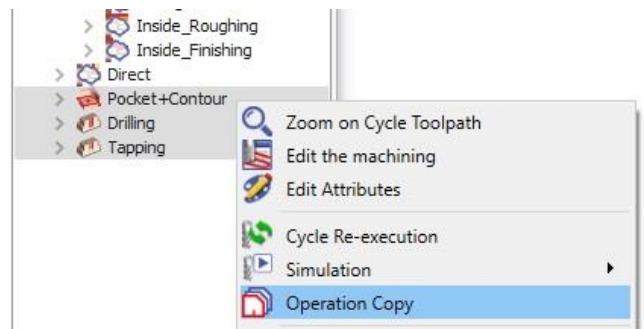 Inside_Roughing
Inside_Finishing
Direct
Pocket+Contour
Drilling
Tapping
Zoom on Cycle Toolpath
Edit the machining
Edit Attributes
Cycle Re-execution
Simulation
Operation Copy